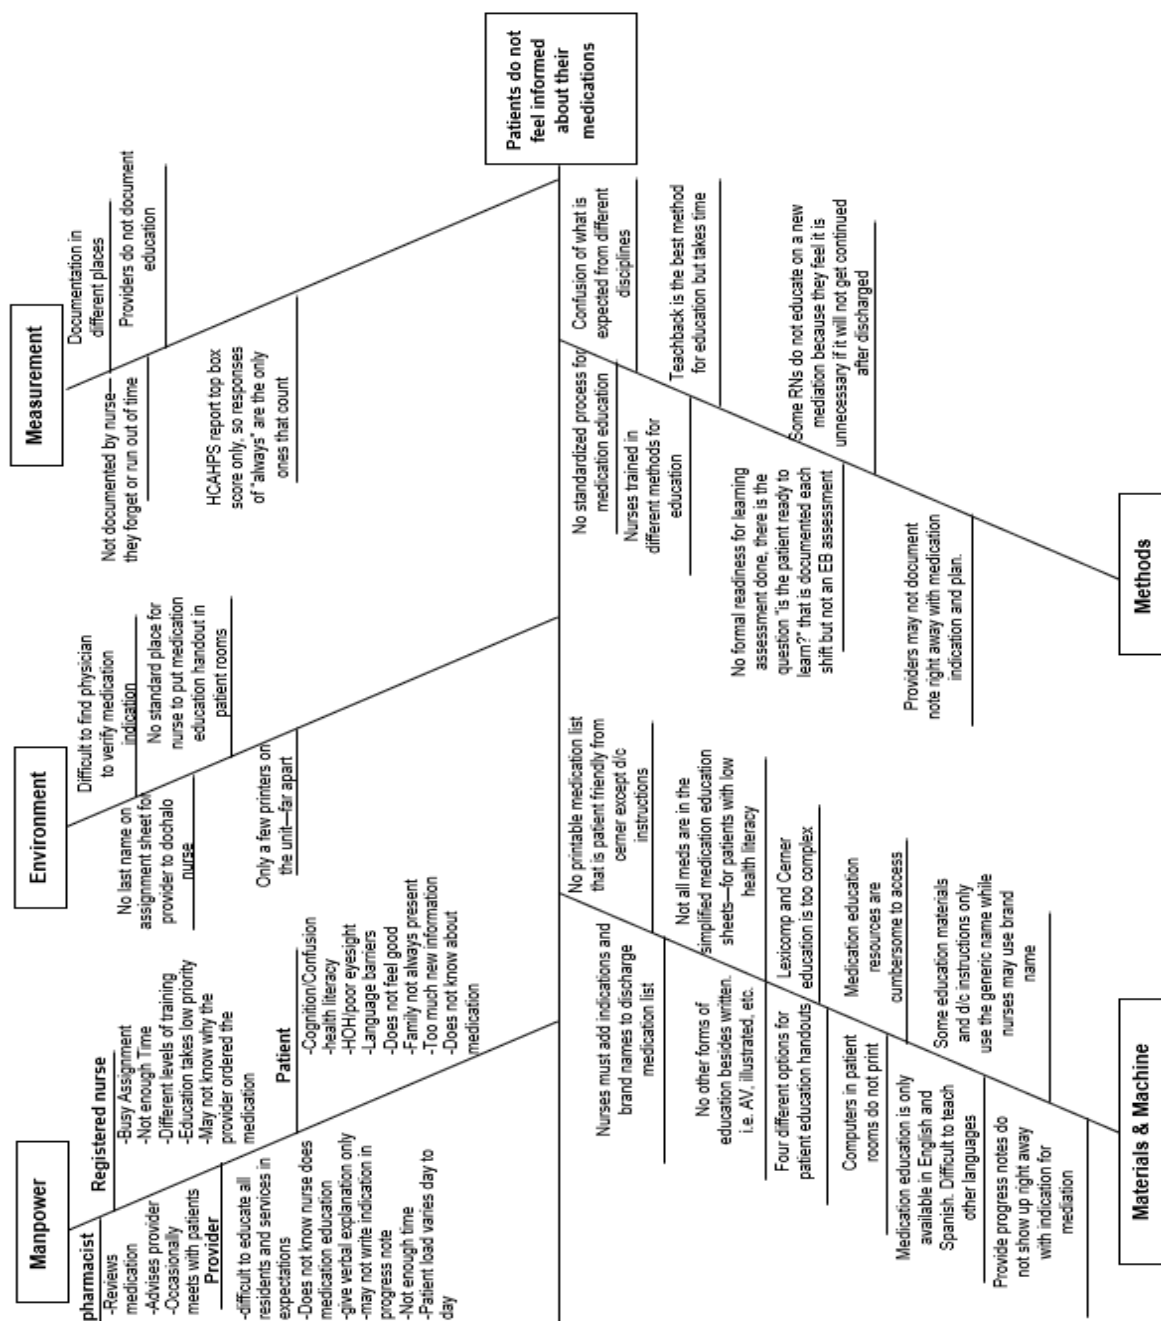 Manpower
pharmacist
-Reviews
medication
-Advises provider
-Occasionally
meets with patients
Registered nurse
-Busy Assignment
-Not enough Time
-Different levels of training
-Education takes low priority
-May not know why the
provider ordered the
medication
Provider
-difficult to educate all
residents and services in
expectations
-Does not know nurse does
medication education
-give verbal explanation only
-may not write indication in
progress note
-Not enough time
-Patient load varies day to
day
Patient
-Cognition/Confusion
-health literacy
-HOH/poor eyesight
-Language barriers
-Does not feel good
-Family not always present
-Too much new information
-Does not know about
medication
Environment
Difficult to find physician
to verify medication
indication
No last name on
assignment sheet for
provider to dochalo
nurse
No standard place for
nurse to put medication
education handout in
patient rooms
Only a few printers on
the unit—far apart
Measurement
Documentation in
different places
Not documented by nurse—
they forget or run out of time
Providers do not document
education
HCAHPS report top box
score only, so responses
of "always" are the only
ones that count
Patients do not
feel informed
about their
medications
Materials & Machine
No printable medication list
that is patient friendly from
cerner except d/c
instructions
Nurses must add indications and
brand names to discharge
medication list
Not all meds are in the
simplified medication education
sheets—for patients with low
health literacy
No other forms of
education besides written.
i.e. AV, illustrated, etc.
Lexicomp and Cerner
education is too complex
Four different options for
patient education handouts
Medication education
resources are
cumbersome to access
Computers in patient
rooms do not print
Some education materials
and d/c instructions only
use the generic name while
nurses may use brand
name
Medication education is only
available in English and
Spanish. Difficult to teach
other languages
Provide progress notes do
not show up right away
with indication for
mediation
Methods
No standardized process for
medication education
Confusion of what is
expected from different
disciplines
Nurses trained in
different methods for
education
Teachback is the best method
for education but takes time
No formal readiness for learning
assessment done, there is the
question "is the patient ready to
learn?" that is documented each
shift but not an EB assessment
Some RNs do not educate on a new
mediation because they feel it is
unnecessary if it will not get continued
after discharged
Providers may not document
note right away with medication
indication and plan.